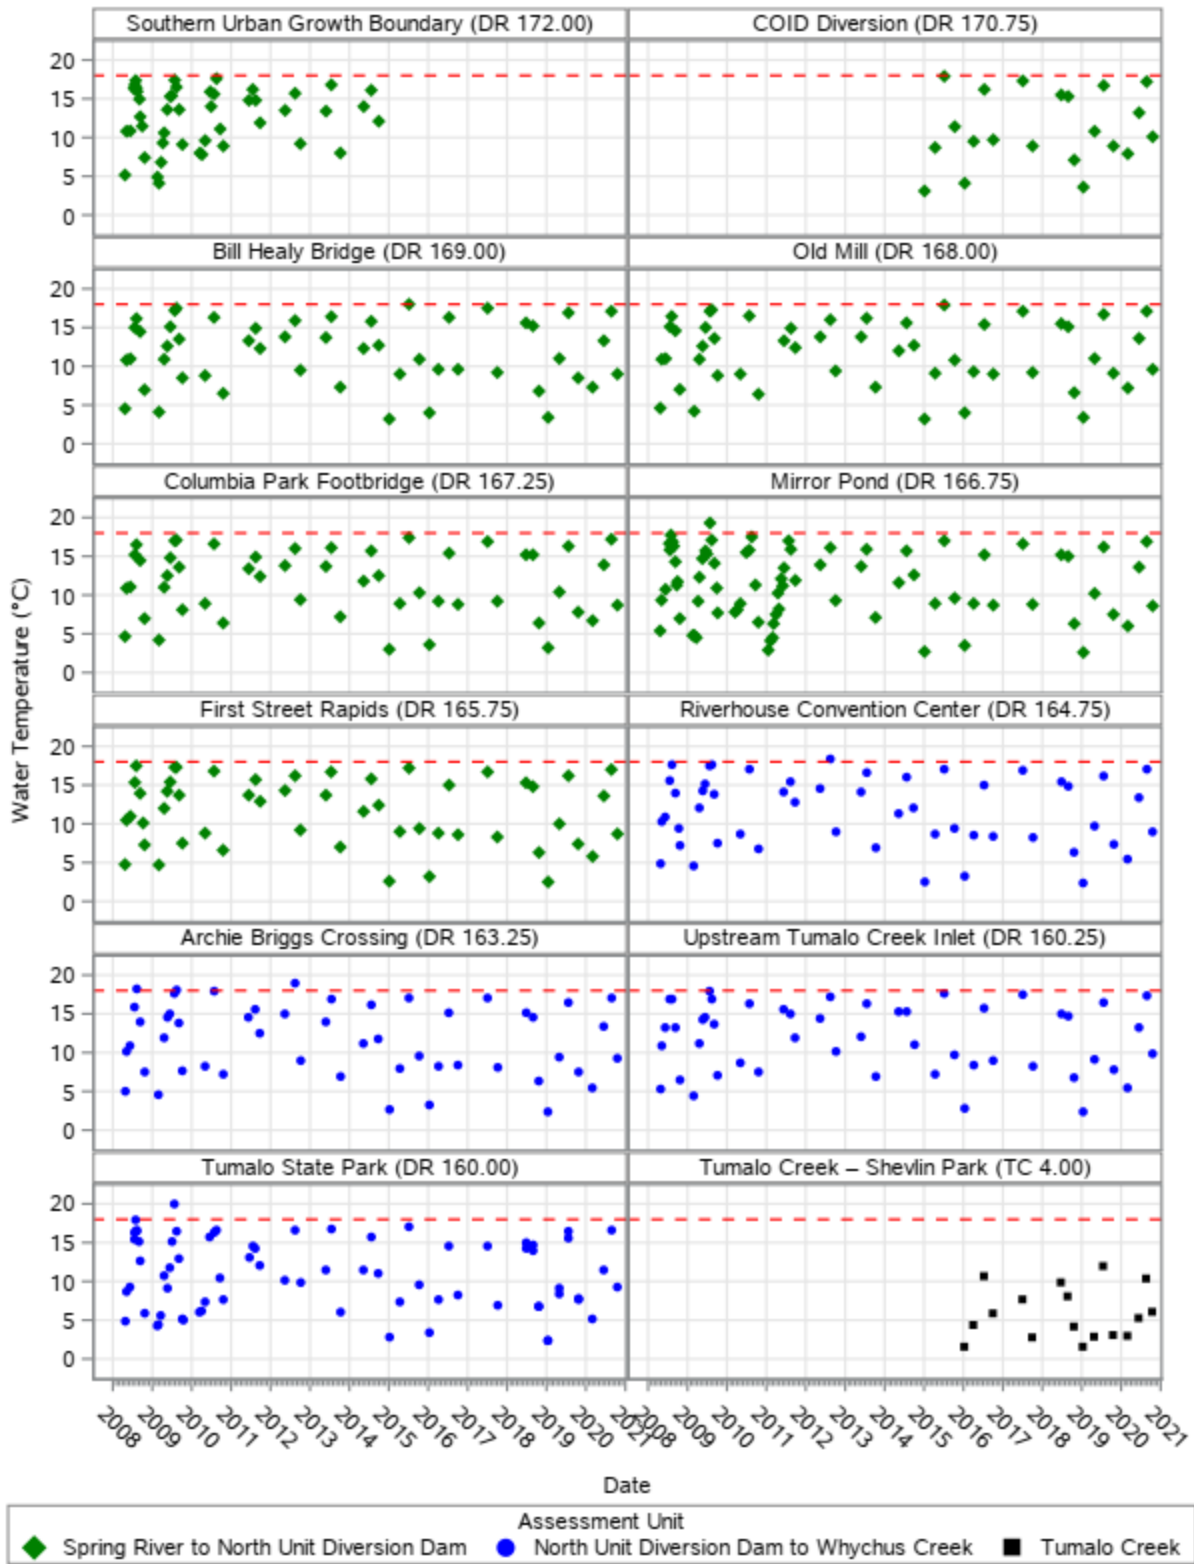 Southern Urban Growth Boundary (DR 172.00) COID Diversion (DR 170.75)
20
15
10
5
0
Bill Healy Bridge (DR 169.00) Old Mill (DR 168.00)
20
15
10
5
0
Columbia Park Footbridge (DR 167.25) Mirror Pond (DR 166.75)
20
15
10
5
0
Water Temperature (°C)
First Street Rapids (DR 165.75) Riverhouse Convention Center (DR 164.75)
20
15
10
5
0
Archie Briggs Crossing (DR 163.25) Upstream Tumalo Creek Inlet (DR 160.25)
20
15
10
5
0
Tumalo State Park (DR 160.00) Tumalo Creek – Shevlin Park (TC 4.00)
20
15
10
5
0
2008 2009 2010 2011 2012 2013 2014 2015 2016 2017 2018 2019 2020 2021 2008 2009 2010 2011 2012 2013 2014 2015 2016 2017 2018 2019 2020 2021
Date
Assessment Unit
Spring River to North Unit Diversion Dam North Unit Diversion Dam to Whychus Creek Tumalo Creek